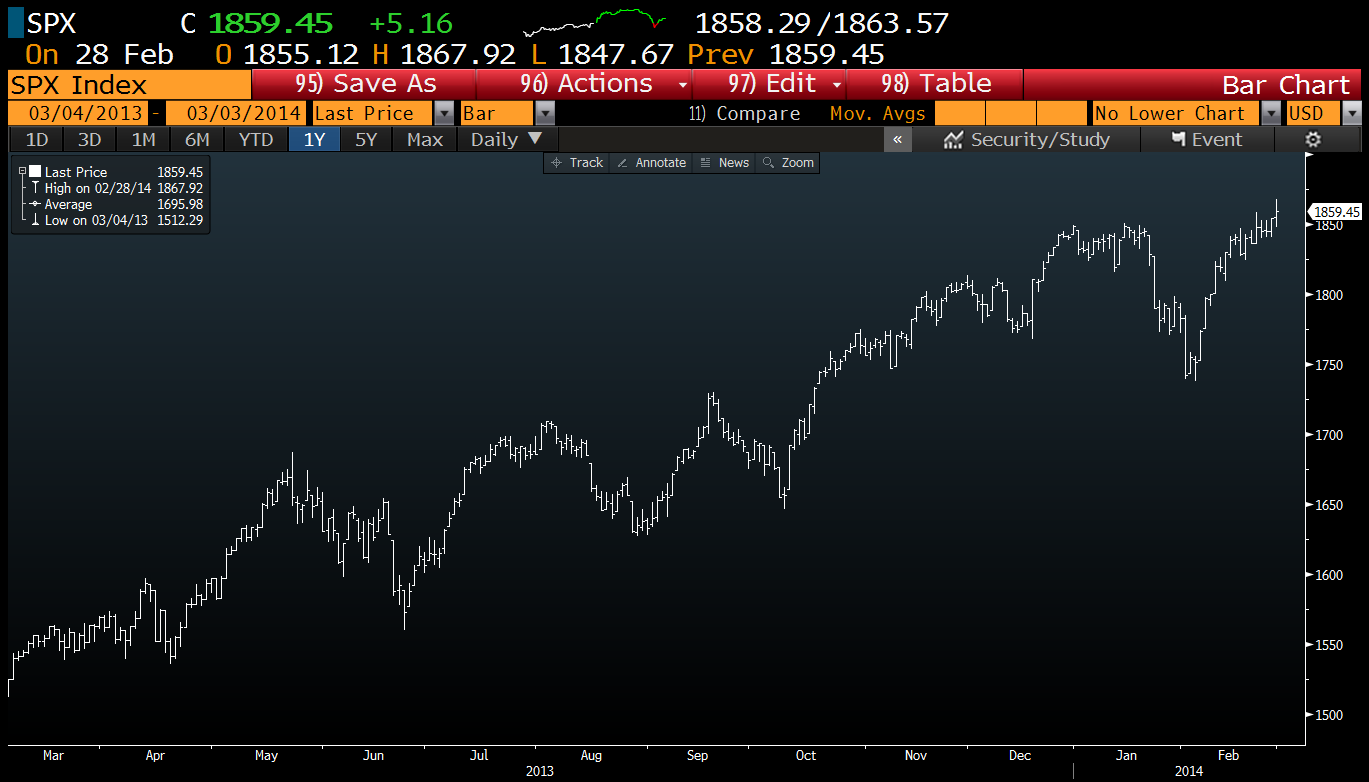 SPX C 1859.45 +5.16 1858.29/1863.57
On 28 Feb O 1855.12 H 1867.92 L 1847.67 Prev 1859.45
SPX Index 95) Save As 96) Actions 97) Edit 98) Table Bar Chart
03/04/2013 - 03/03/2014 Last Price Bar 11) Compare Mov. Avgs No Lower Chart USD
1D 3D 1M 6M YTD 1Y 5Y Max Daily ▼ « Security/Study Event
Track Annotate News Zoom
Last Price 1859.45
High on 02/28/14 1867.92
Average 1695.98
Low on 03/04/13 1512.29
1859.45
1850
1800
1750
1700
1650
1600
1550
1500
Mar Apr May Jun Jul Aug Sep Oct Nov Dec Jan Feb
2013 2014